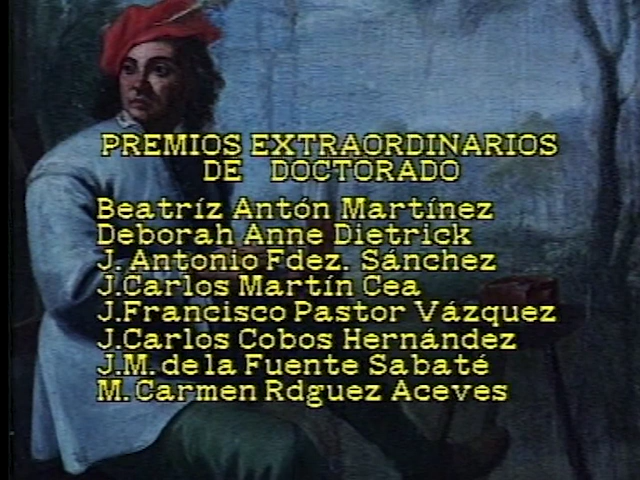 PREMIOS EXTRAORDINARIOS
DE DOCTORADO
Beatríz Antón Martínez
Deborah Anne Dietrick
J. Antonio Fdez. Sánchez
J.Carlos Martín Cea
J.Francisco Pastor Vázquez
J.Carlos Cobos Hernández
J.M. de la Fuente Sabaté
M. Carmen Rdguez Aceves